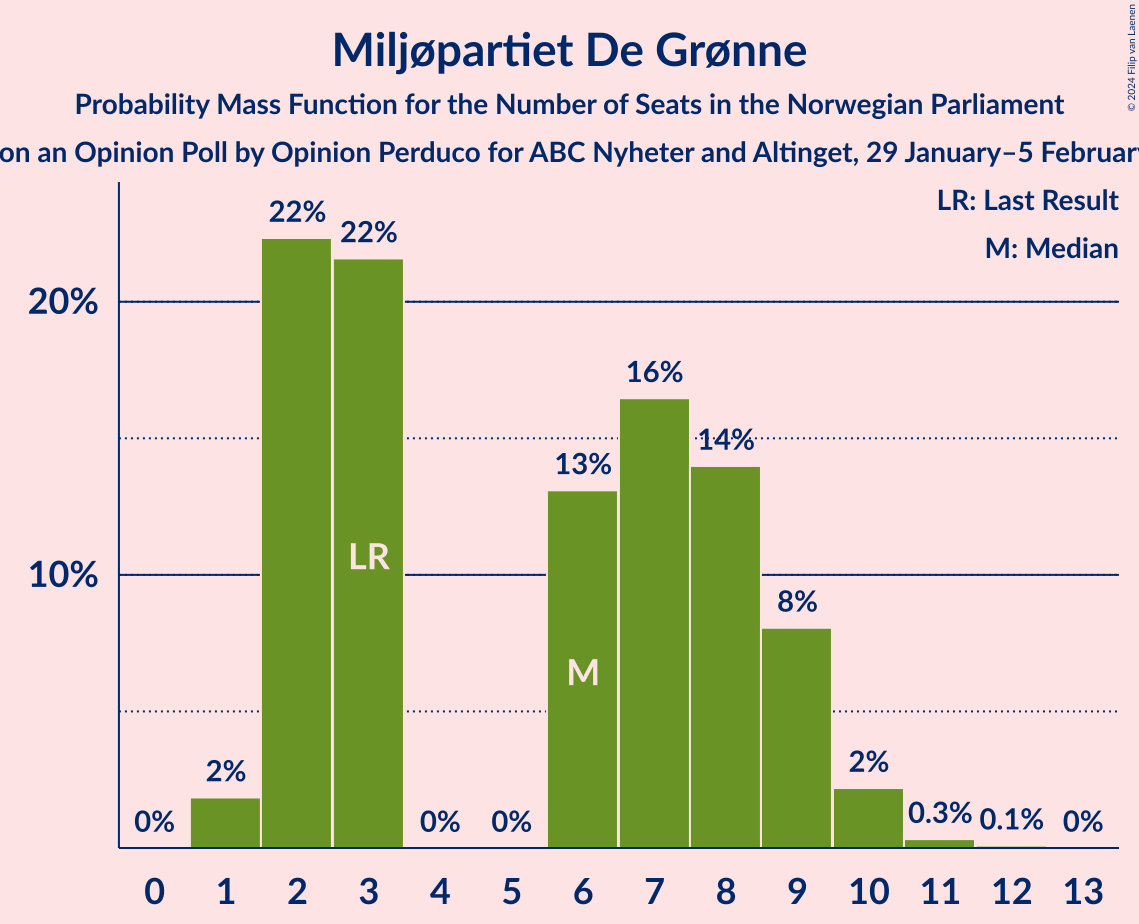 Miljøpartiet De Grønne
Probability Mass Function for the Number of Seats in the Norwegian Parliament
on an Opinion Poll by Opinion Perduco for ABC Nyheter and Altinget, 29 January–5 February
© 2024 Filip van Laenen
LR: Last Result
M: Median
20%
10%
0%
2%
22%
22%
0%
0%
13%
16%
14%
8%
2%
0.3%
0.1%
0%
LR
M
0 1 2 3 4 5 6 7 8 9 10 11 12 13